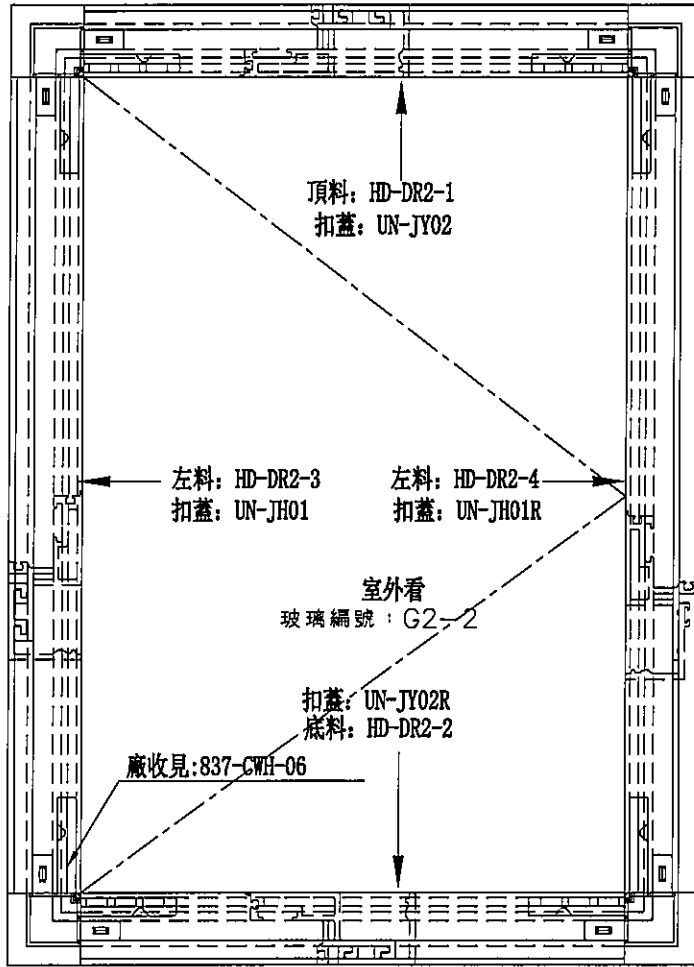 頂料: HD-DR2-1
扣蓋: UN-JY02
左料: HD-DR2-3
扣蓋: UN-JH01
左料: HD-DR2-4
扣蓋: UN-JH01R
室外看
玻璃編號：G2-2
扣蓋: UN-JY02R
底料: HD-DR2-2
廠收見:837-CWH-06